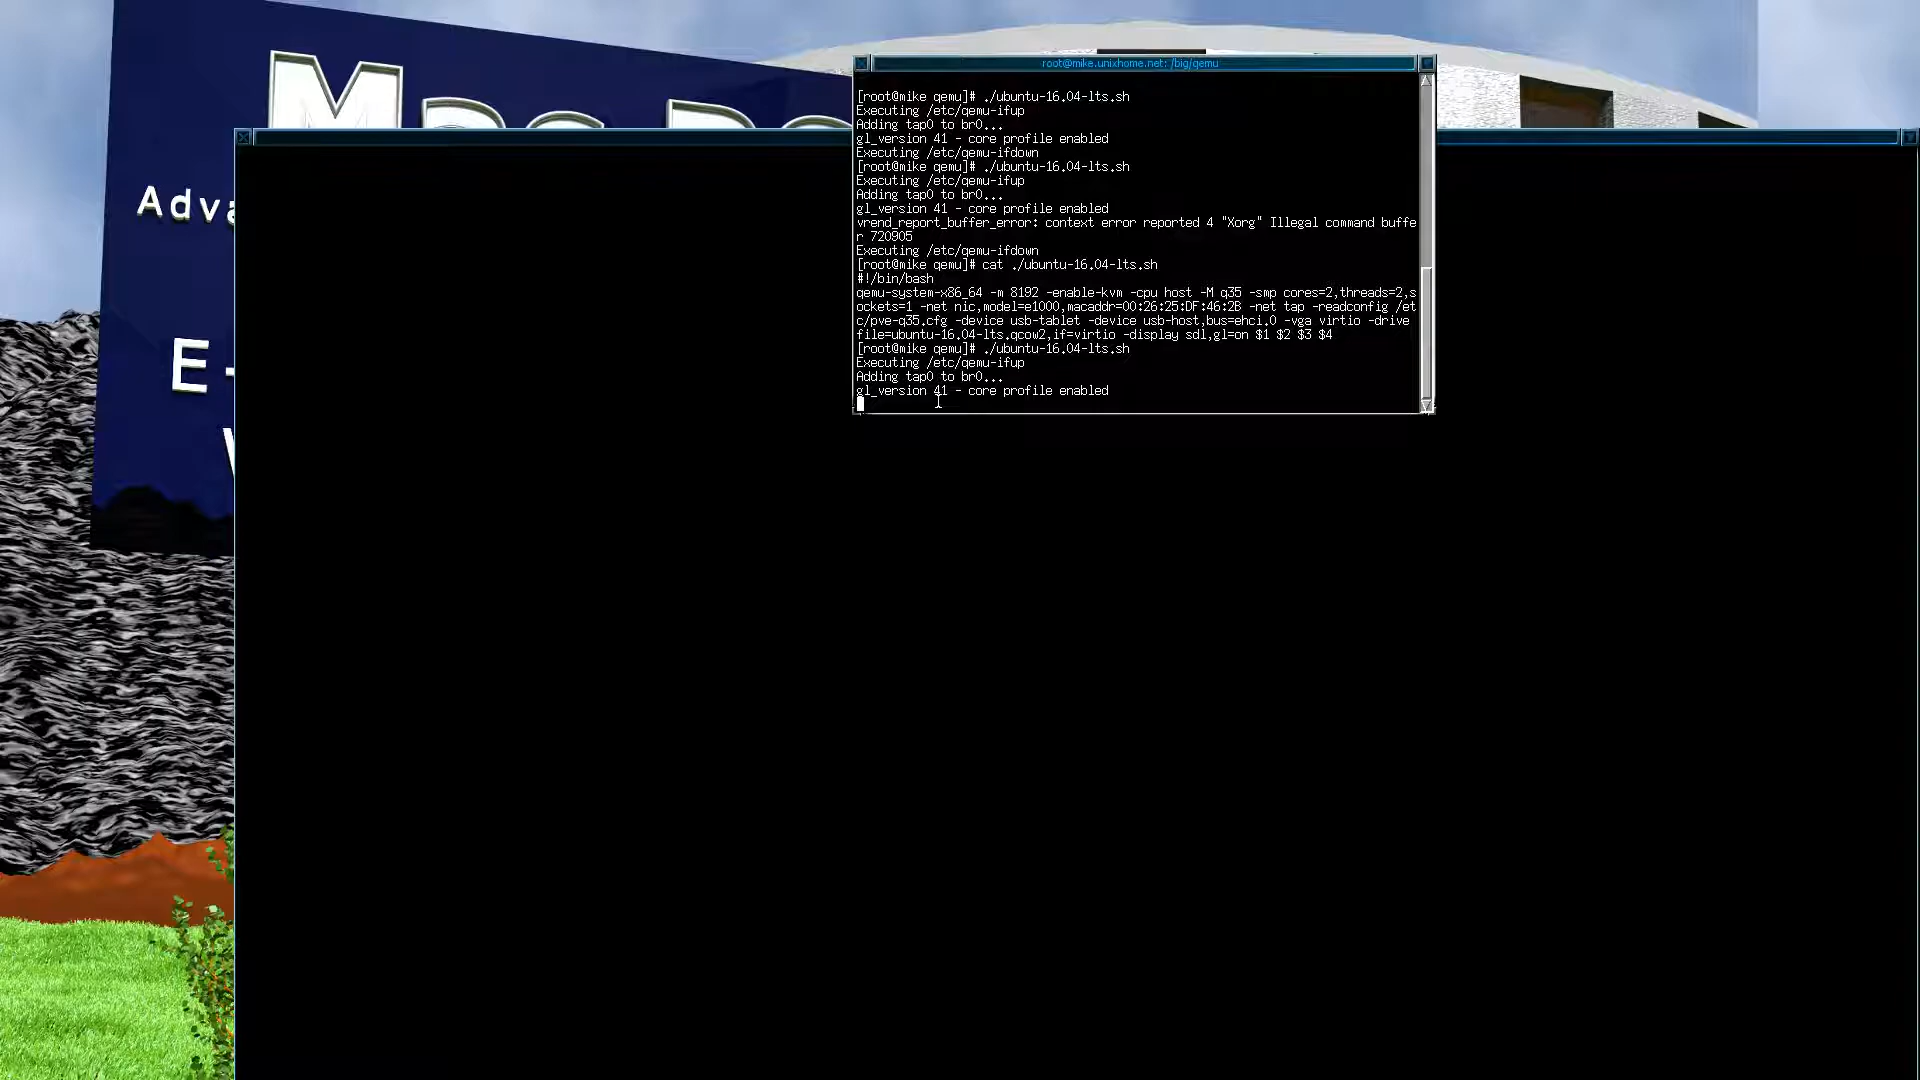 root@mike.unixhome.net: /big/qemu
[root@mike qemu]# ./ubuntu-16.04-lts.sh
Executing /etc/qemu-ifup
Adding tap0 to br0...
gl_version 41 - core profile enabled
Executing /etc/qemu-ifdown
[root@mike qemu]# ./ubuntu-16.04-lts.sh
Executing /etc/qemu-ifup
Adding tap0 to br0...
gl_version 41 - core profile enabled
vrend_report_buffer_error: context error reported 4 "Xorg" Illegal command buffe
r 720905
Executing /etc/qemu-ifdown
[root@mike qemu]# cat ./ubuntu-16.04-lts.sh
#!/bin/bash
qemu-system-x86_64 -m 8192 -enable-kvm -cpu host -M q35 -smp cores=2,threads=2,s
ockets=1 -net nic,model=e1000,macaddr=00:26:25:DF:46:2B -net tap -readconfig /et
c/pve-q35.cfg -device usb-tablet -device usb-host,bus=ehci.0 -vga virtio -drive
file=ubuntu-16.04-lts.qcow2,if=virtio -display sdl,gl=on $1 $2 $3 $4
[root@mike qemu]# ./ubuntu-16.04-lts.sh
Executing /etc/qemu-ifup
Adding tap0 to br0...
gl_version 41 - core profile enabled
Adva
E-